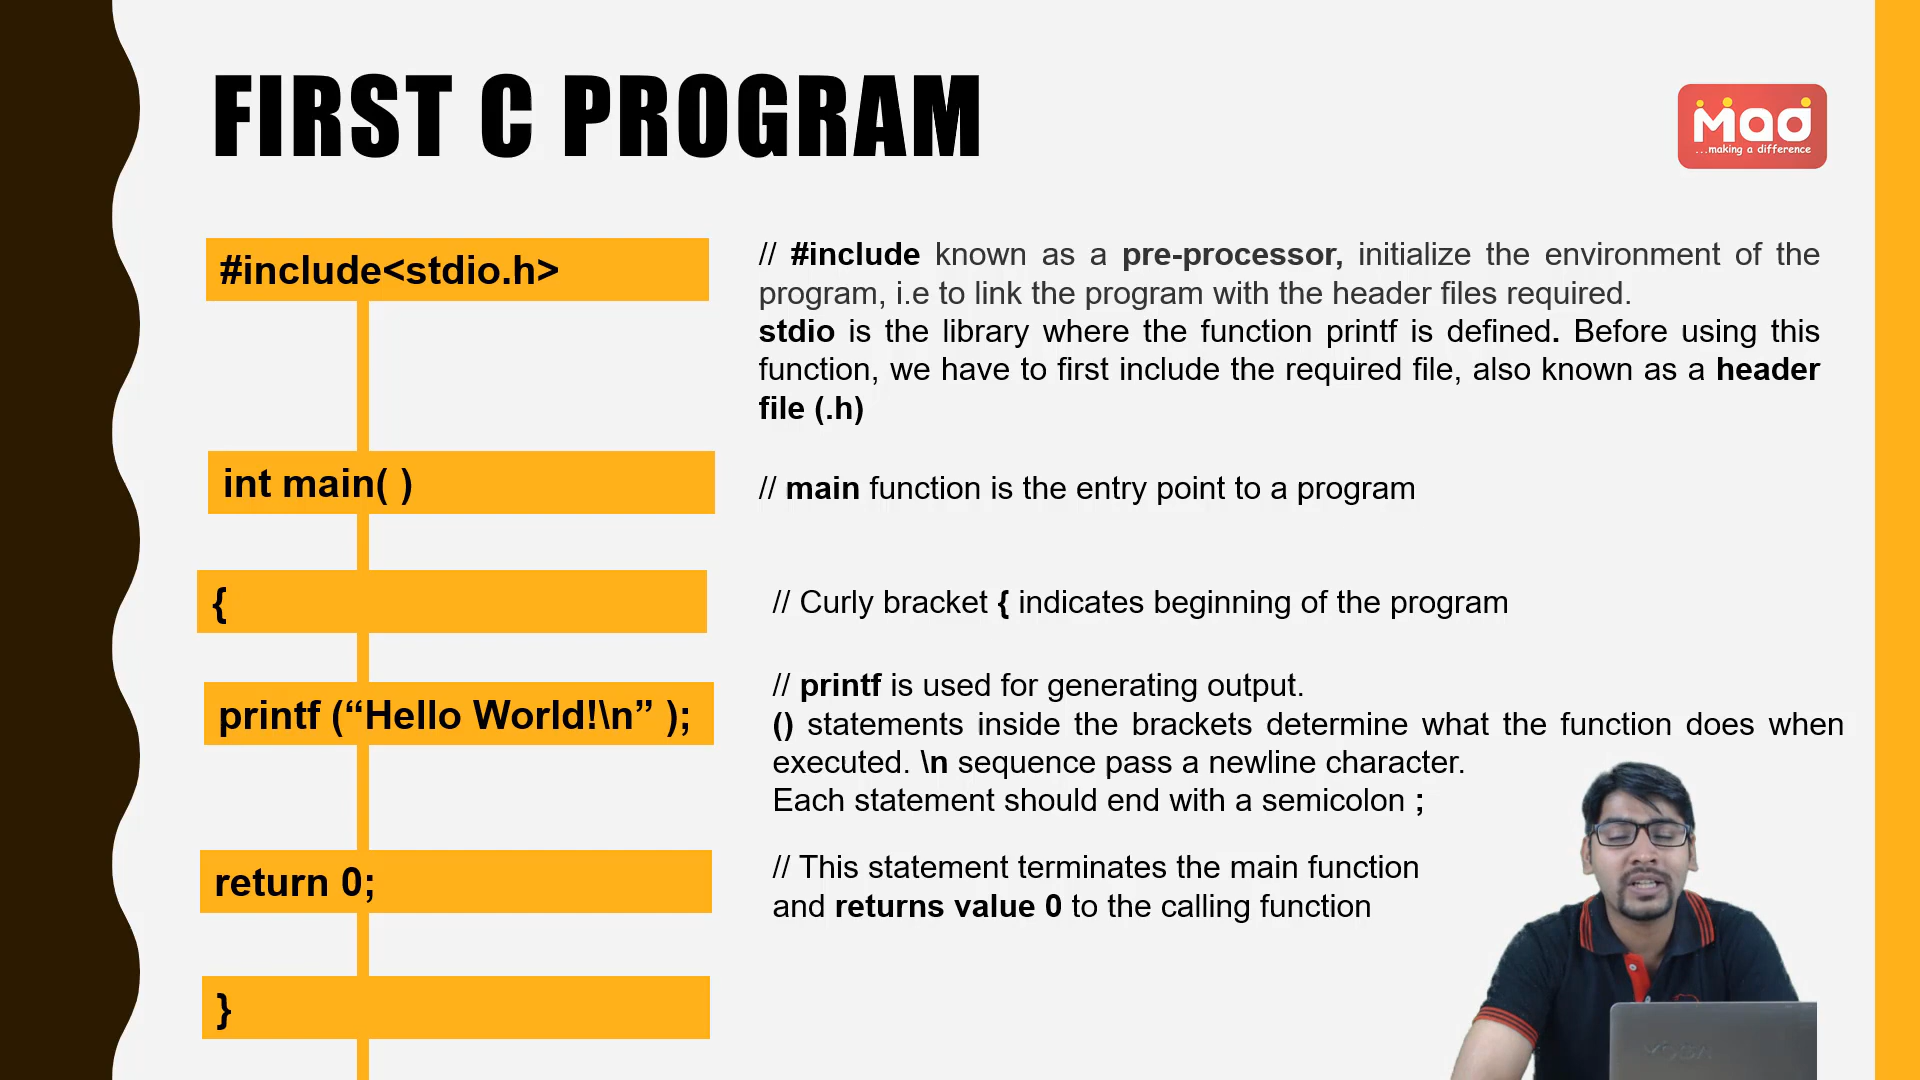 FIRST C PROGRAM
Mad
...making a difference
#include<stdio.h>
// #include known as a pre-processor, initialize the environment of the
program, i.e to link the program with the header files required.
stdio is the library where the function printf is defined. Before using this
function, we have to first include the required file, also known as a header
file (.h)
int main( )
// main function is the entry point to a program
{
// Curly bracket { indicates beginning of the program
printf (“Hello World!\n” );
// printf is used for generating output.
() statements inside the brackets determine what the function does when
executed. \n sequence pass a newline character.
Each statement should end with a semicolon ;
return 0;
// This statement terminates the main function
and returns value 0 to the calling function
}